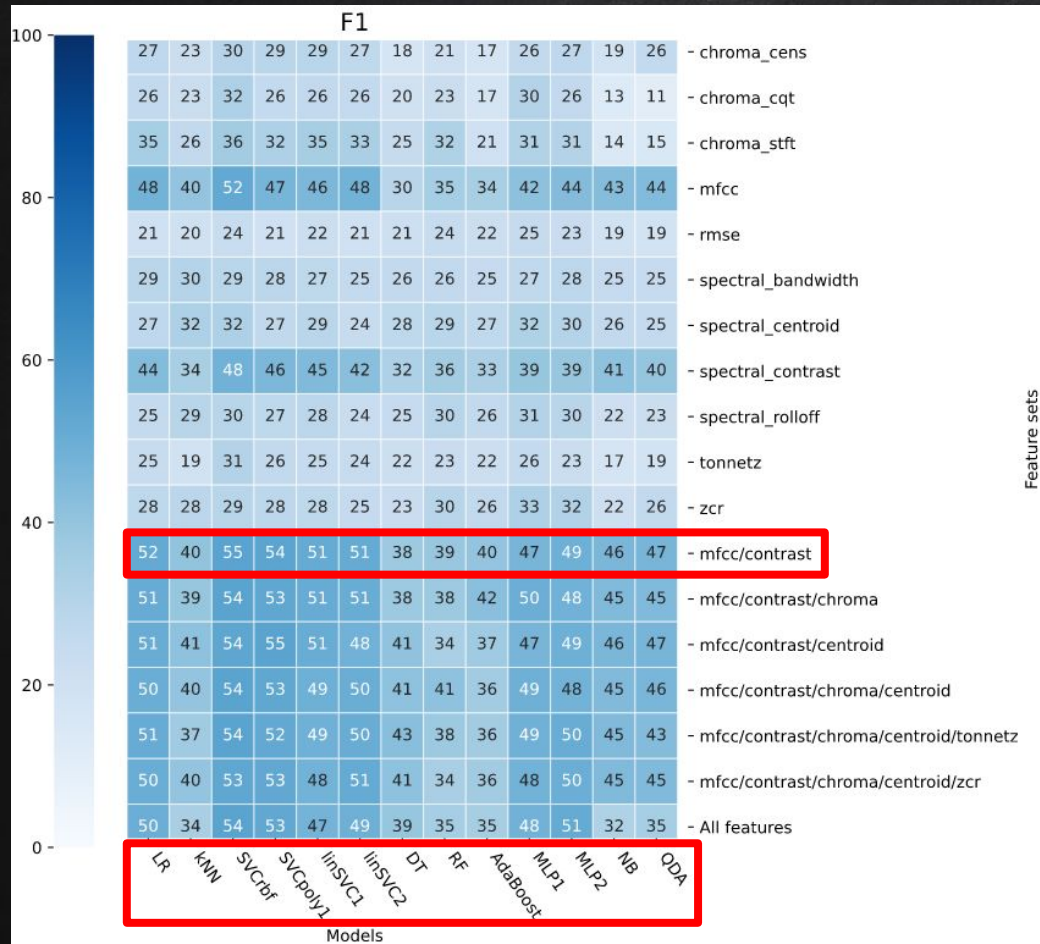 F1
100
80
60
40
20
0
27 23 30 29 29 27 18 21 17 26 27 19 26 - chroma_cens
26 23 32 26 26 26 20 23 17 30 26 13 11 - chroma_cqt
35 26 36 32 35 33 25 32 21 31 31 14 15 - chroma_stft
48 40 52 47 46 48 30 35 34 42 44 43 44 - mfcc
21 20 24 21 22 21 21 24 22 25 23 19 19 - rmse
29 30 29 28 27 25 26 26 25 27 28 25 25 - spectral_bandwidth
27 32 32 27 29 24 28 29 27 32 30 26 25 - spectral_centroid
44 34 48 46 45 42 32 36 33 39 39 41 40 - spectral_contrast
25 29 30 27 28 24 25 30 26 31 30 22 23 - spectral_rolloff
25 19 31 26 25 24 22 23 22 26 23 17 19 - tonnetz
28 28 29 28 28 25 23 30 26 33 32 22 26 - zcr
52 40 55 54 51 51 38 39 40 47 49 46 47 - mfcc/contrast
51 39 54 53 51 51 38 38 42 50 48 45 45 - mfcc/contrast/chroma
51 41 54 55 51 48 41 34 37 47 49 46 47 - mfcc/contrast/centroid
50 40 54 53 49 50 41 41 36 49 48 45 46 - mfcc/contrast/chroma/centroid
51 37 54 52 49 50 43 38 36 49 50 45 43 - mfcc/contrast/chroma/centroid/tonnetz
50 40 53 53 48 51 41 34 36 48 50 45 45 - mfcc/contrast/chroma/centroid/zcr
50 34 54 53 47 49 39 35 35 48 51 32 35 - All features
LR kNN SVCrbf SVCpoly1 linSVC1 linSVC2 DT RF AdaBoost MLP1 MLP2 NB QDA
Models
Feature sets